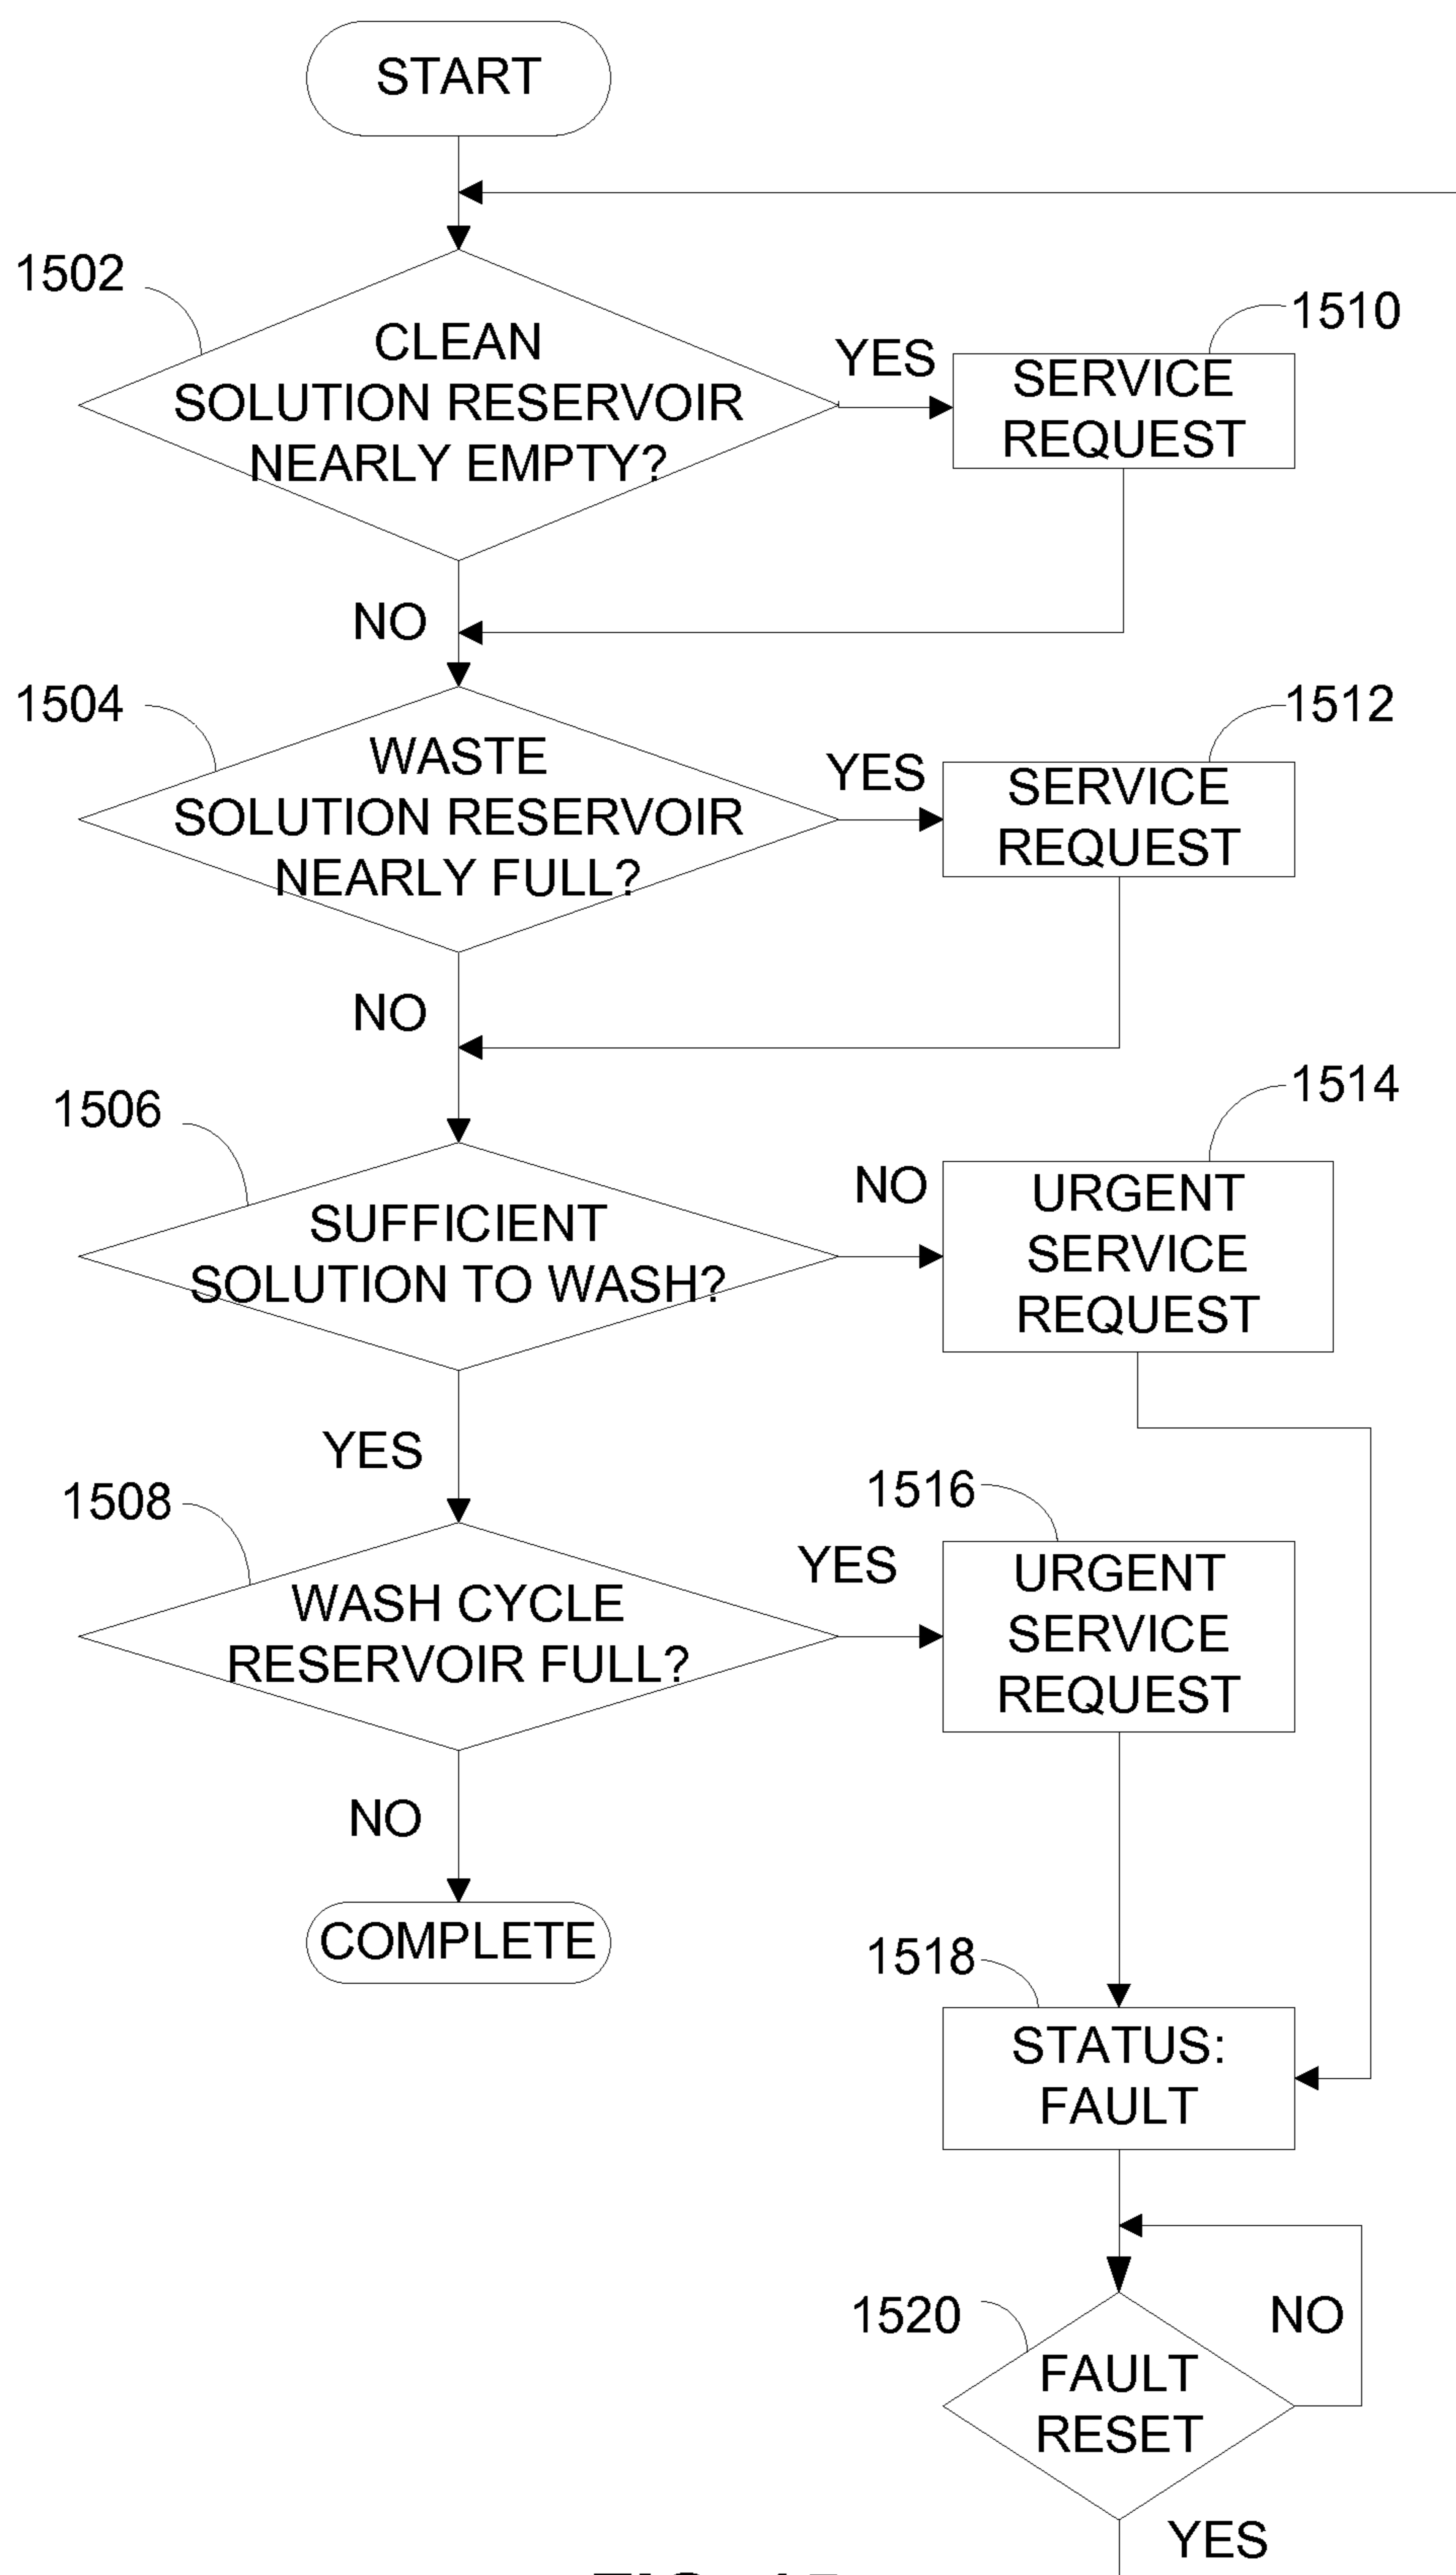 START
1502
CLEAN
SOLUTION RESERVOIR
NEARLY EMPTY?
YES
1510
SERVICE
REQUEST
NO
1504
WASTE
SOLUTION RESERVOIR
NEARLY FULL?
YES
1512
SERVICE
REQUEST
NO
1506
SUFFICIENT
SOLUTION TO WASH?
NO
1514
URGENT
SERVICE
REQUEST
YES
1508
WASH CYCLE
RESERVOIR FULL?
YES
1516
URGENT
SERVICE
REQUEST
NO
COMPLETE
1518
STATUS:
FAULT
1520
FAULT
RESET
NO
YES